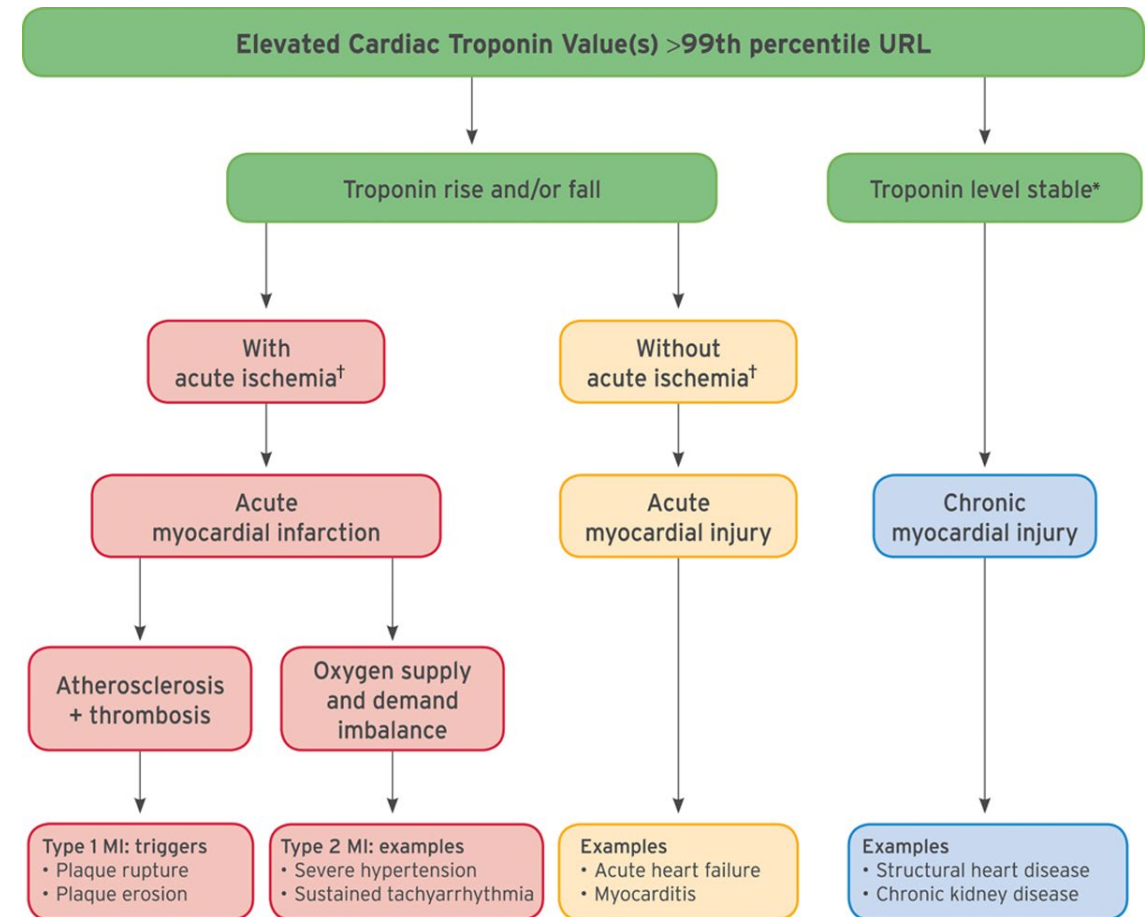 Elevated Cardiac Troponin Value(s) >99th percentile URL
Troponin rise and/or fall
Troponin level stable*
With
acute ischemia†
Without
acute ischemia†
Acute
myocardial infarction
Acute
myocardial injury
Chronic
myocardial injury
Atherosclerosis
+ thrombosis
Oxygen supply
and demand
imbalance
Type 1 MI: triggers
• Plaque rupture
• Plaque erosion
Type 2 MI: examples
• Severe hypertension
• Sustained tachyarrhythmia
Examples
• Acute heart failure
• Myocarditis
Examples
• Structural heart disease
• Chronic kidney disease